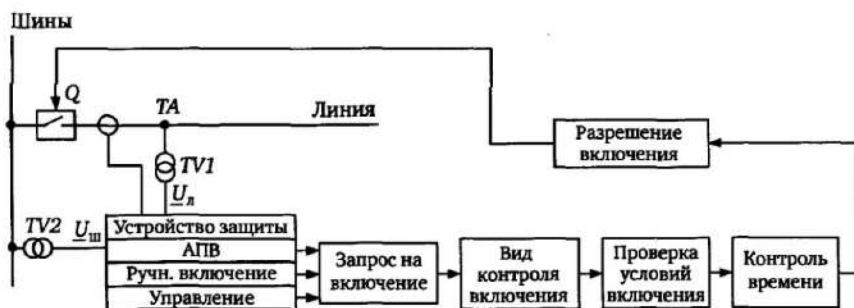 Шины
Q
TA
Линия
TV1
U_л
TV2
U_ш
Устройство защиты
АПВ
Ручн. включение
Управление
Запрос на
включение
Вид
контроля
включения
Проверка
условий
включения
Контроль
времени
Разрешение
включения